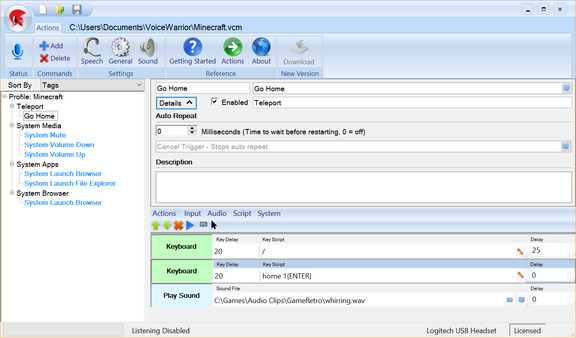 Actions C:\Users\Documents\VoiceWarrior\Minecraft.vcm
Add
Delete
Speech General Sound Getting Started Actions About Download
Status Commands Settings Reference New Version
Sort By Tags
Profile: Minecraft
Teleport
Go Home
System Media
System Mute
System Volume Down
System Volume Up
System Apps
System Launch Browser
System Launch File Explorer
System Browser
System Launch Browser
Go Home Go Home
Details Enabled Teleport
Auto Repeat
0 Milliseconds (Time to wait before restarting, 0 = off)
Cancel Trigger - Stops auto repeat
Description
Actions Input Audio Script System
Keyboard Key Delay Key Script Delay
20 / 25
Keyboard Key Delay Key Script Delay
20 home 1{ENTER} 0
Play Sound Sound File Delay
C:\Games\Audio Clips\GameRetro\whirring.wav 0
Listening Disabled Logitech USB Headset Licensed